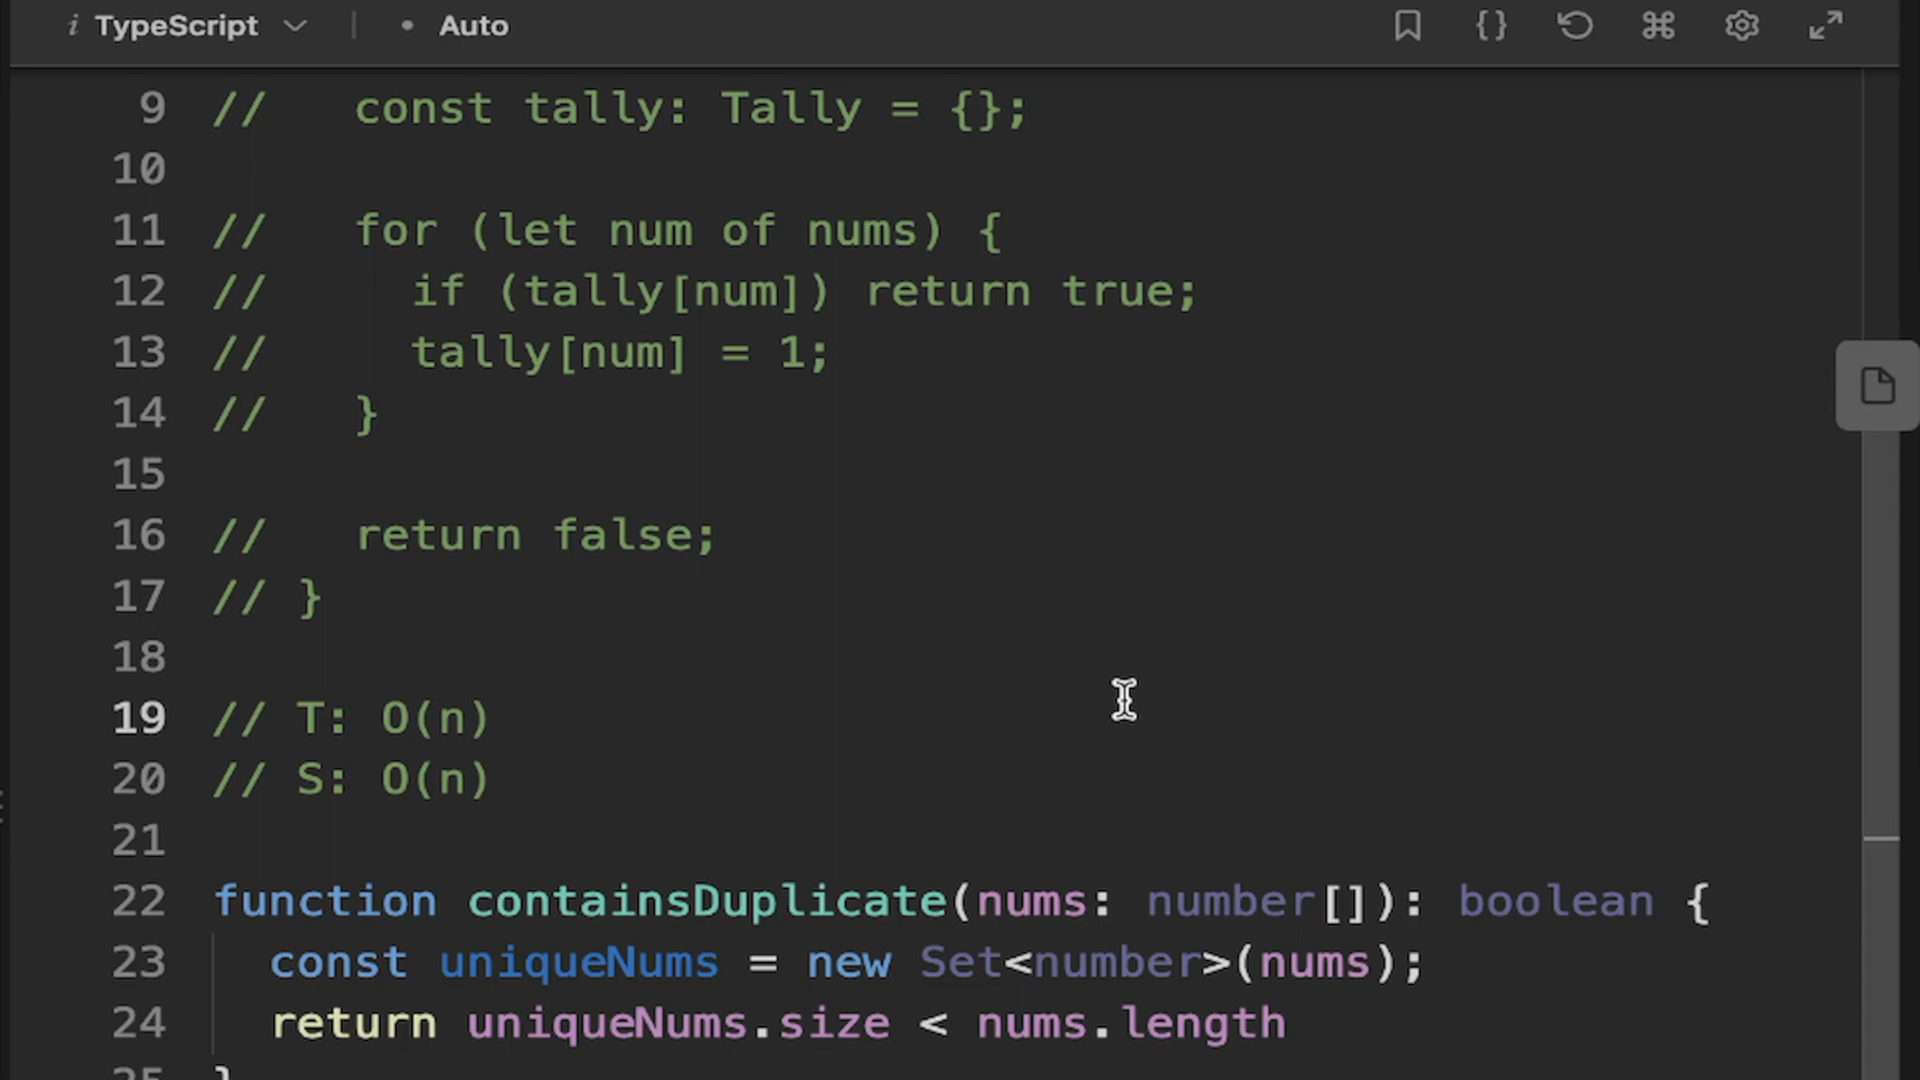 TypeScript Auto
9 // const tally: Tally = {};
10
11 // for (let num of nums) {
12 // if (tally[num]) return true;
13 // tally[num] = 1;
14 // }
15
16 // return false;
17 // }
18
19 // T: O(n)
20 // S: O(n)
21
22 function containsDuplicate(nums: number[]): boolean {
23 const uniqueNums = new Set<number>(nums);
24 return uniqueNums.size < nums.length
25 }